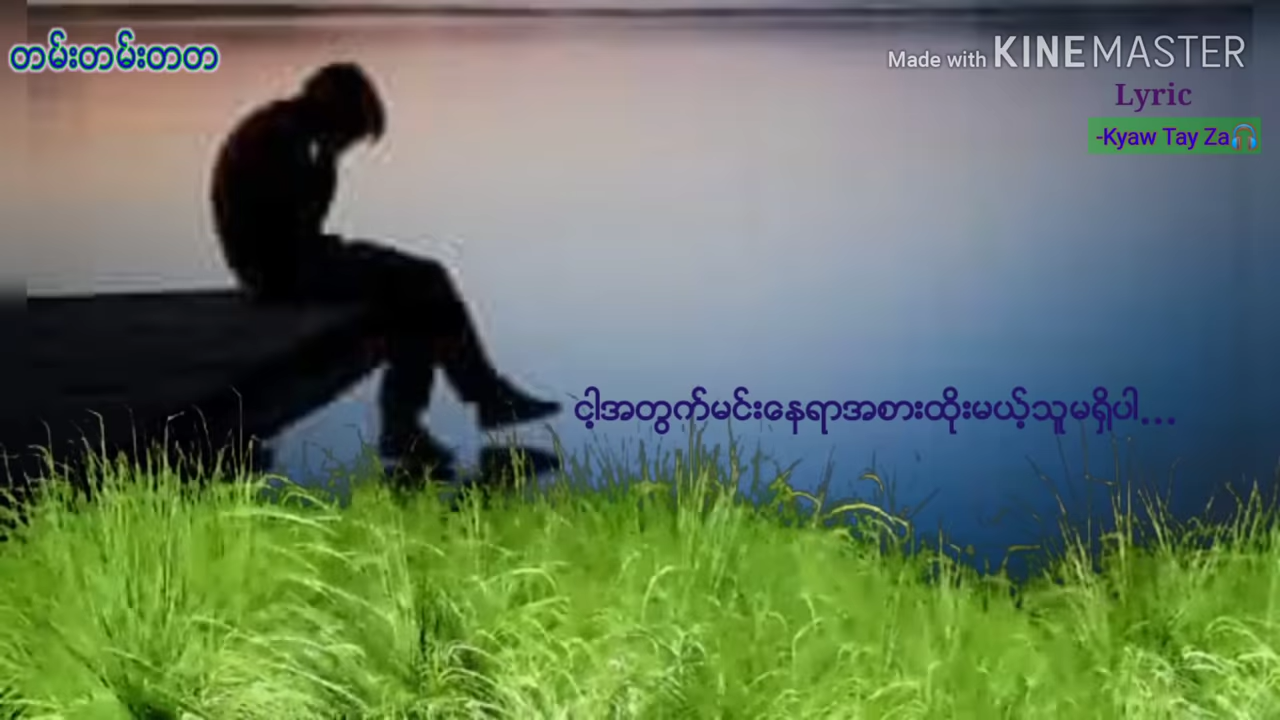 တမ်းတမ်းတတ
Made with KINEMASTER
Lyric
-Kyaw Tay Za
ငှါ့အတွက်မင်းနေရာအစားထိုးမယ့်သူမရှိပါ...